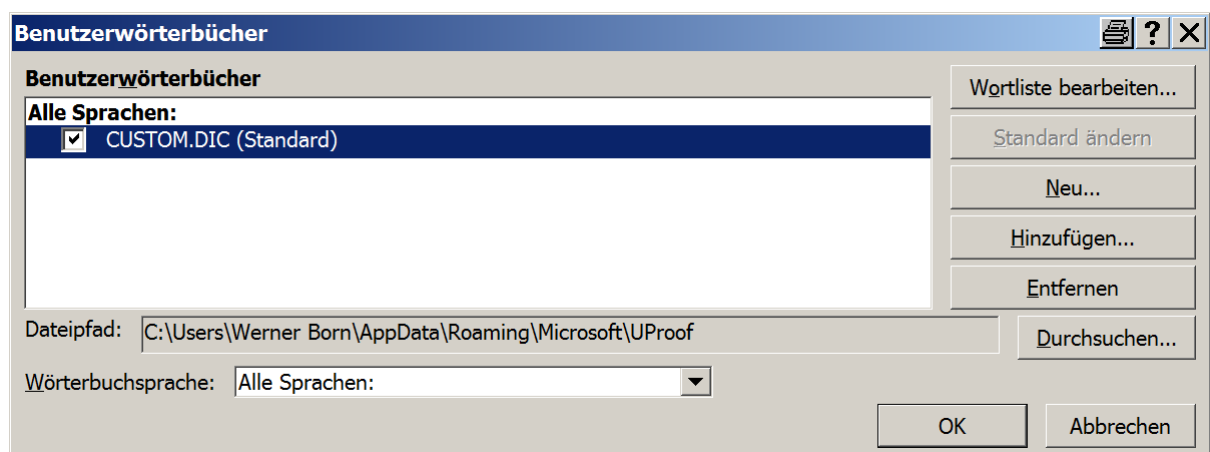 Benutzerwörterbücher
Benutzerwörterbücher
Alle Sprachen:
CUSTOM.DIC (Standard)
Wortliste bearbeiten...
Standard ändern
Neu...
Hinzufügen...
Entfernen
Dateipfad: C:\Users\Werner Born\AppData\Roaming\Microsoft\UProof
Durchsuchen...
Wörterbuchsprache: Alle Sprachen:
OK Abbrechen